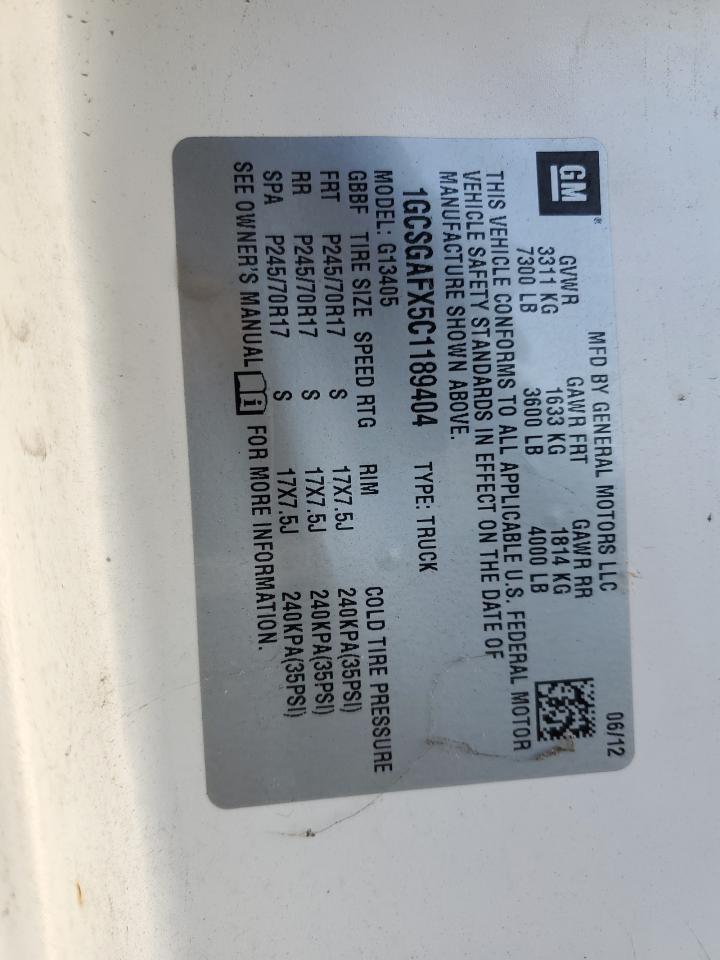 GM®
MFD BY GENERAL MOTORS LLC 06/12
GVWR GAWR FRT GAWR RR
3311 KG 1633 KG 1814 KG
7300 LB 3600 LB 4000 LB
THIS VEHICLE CONFORMS TO ALL APPLICABLE U.S. FEDERAL MOTOR
VEHICLE SAFETY STANDARDS IN EFFECT ON THE DATE OF
MANUFACTURE SHOWN ABOVE.
1GCSGAFX5C1189404 TYPE: TRUCK
MODEL: G13405
GBBF TIRE SIZE SPEED RTG RIM COLD TIRE PRESSURE
FRT P245/70R17 S 17X7.5J 240KPA(35PSI)
RR P245/70R17 S 17X7.5J 240KPA(35PSI)
SPA P245/70R17 S 17X7.5J 240KPA(35PSI)
SEE OWNER'S MANUAL i FOR MORE INFORMATION.